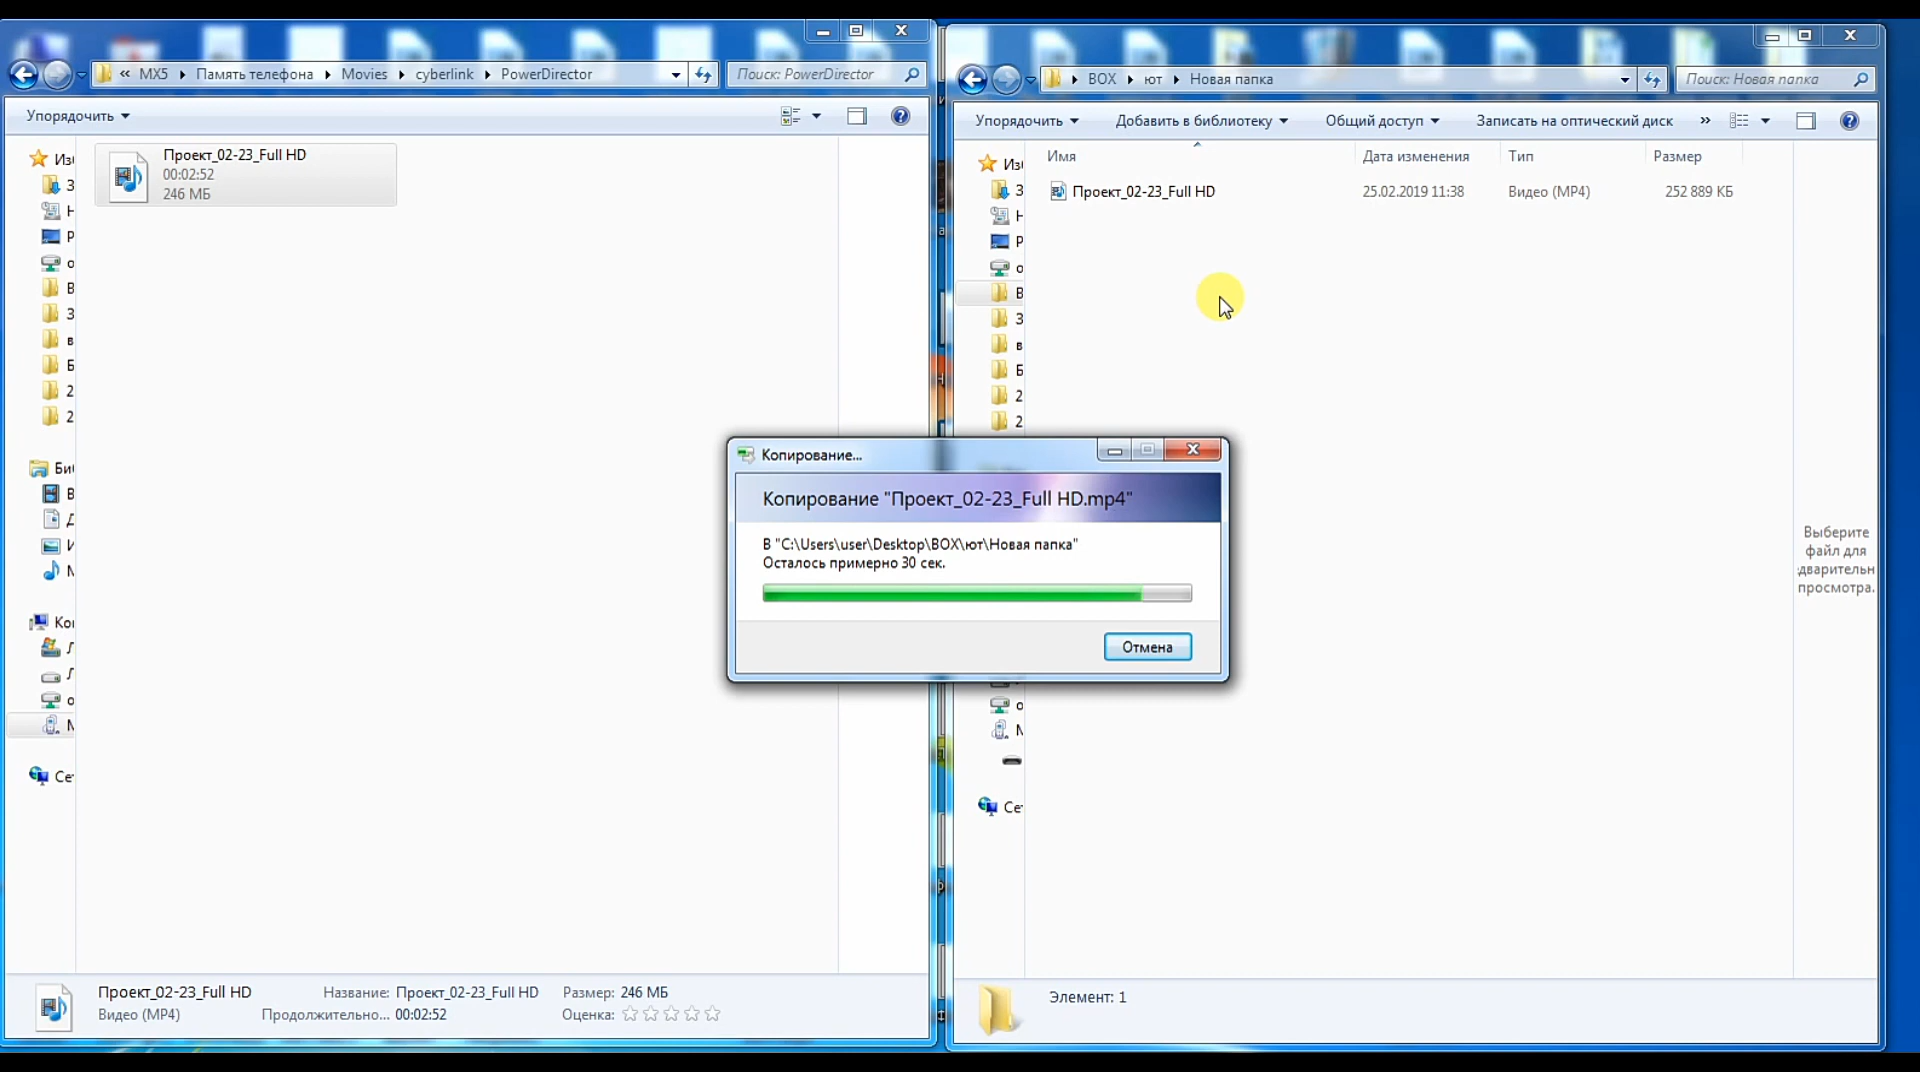 « MX5 Память телефона Movies cyberlink PowerDirector
Поиск: PowerDirector
Упорядочить
Проект_02-23_Full HD
00:02:52
246 МБ
Проект_02-23_Full HD
Название: Проект_02-23_Full HD
Размер: 246 МБ
Видео (MP4)
Продолжительно... 00:02:52
Оценка:
BOX ют Новая папка
Поиск: Новая папка
Упорядочить
Добавить в библиотеку
Общий доступ
Записать на оптический диск
»
Имя
Дата изменения
Тип
Размер
Проект_02-23_Full HD
25.02.2019 11:38
Видео (MP4)
252 889 КБ
Выберите
файл для
дварительн
просмотра.
Элемент: 1
Копирование...
Копирование "Проект_02-23_Full HD.mp4"
В "C:\Users\user\Desktop\BOX\ют\Новая папка"
Осталось примерно 30 сек.
Отмена